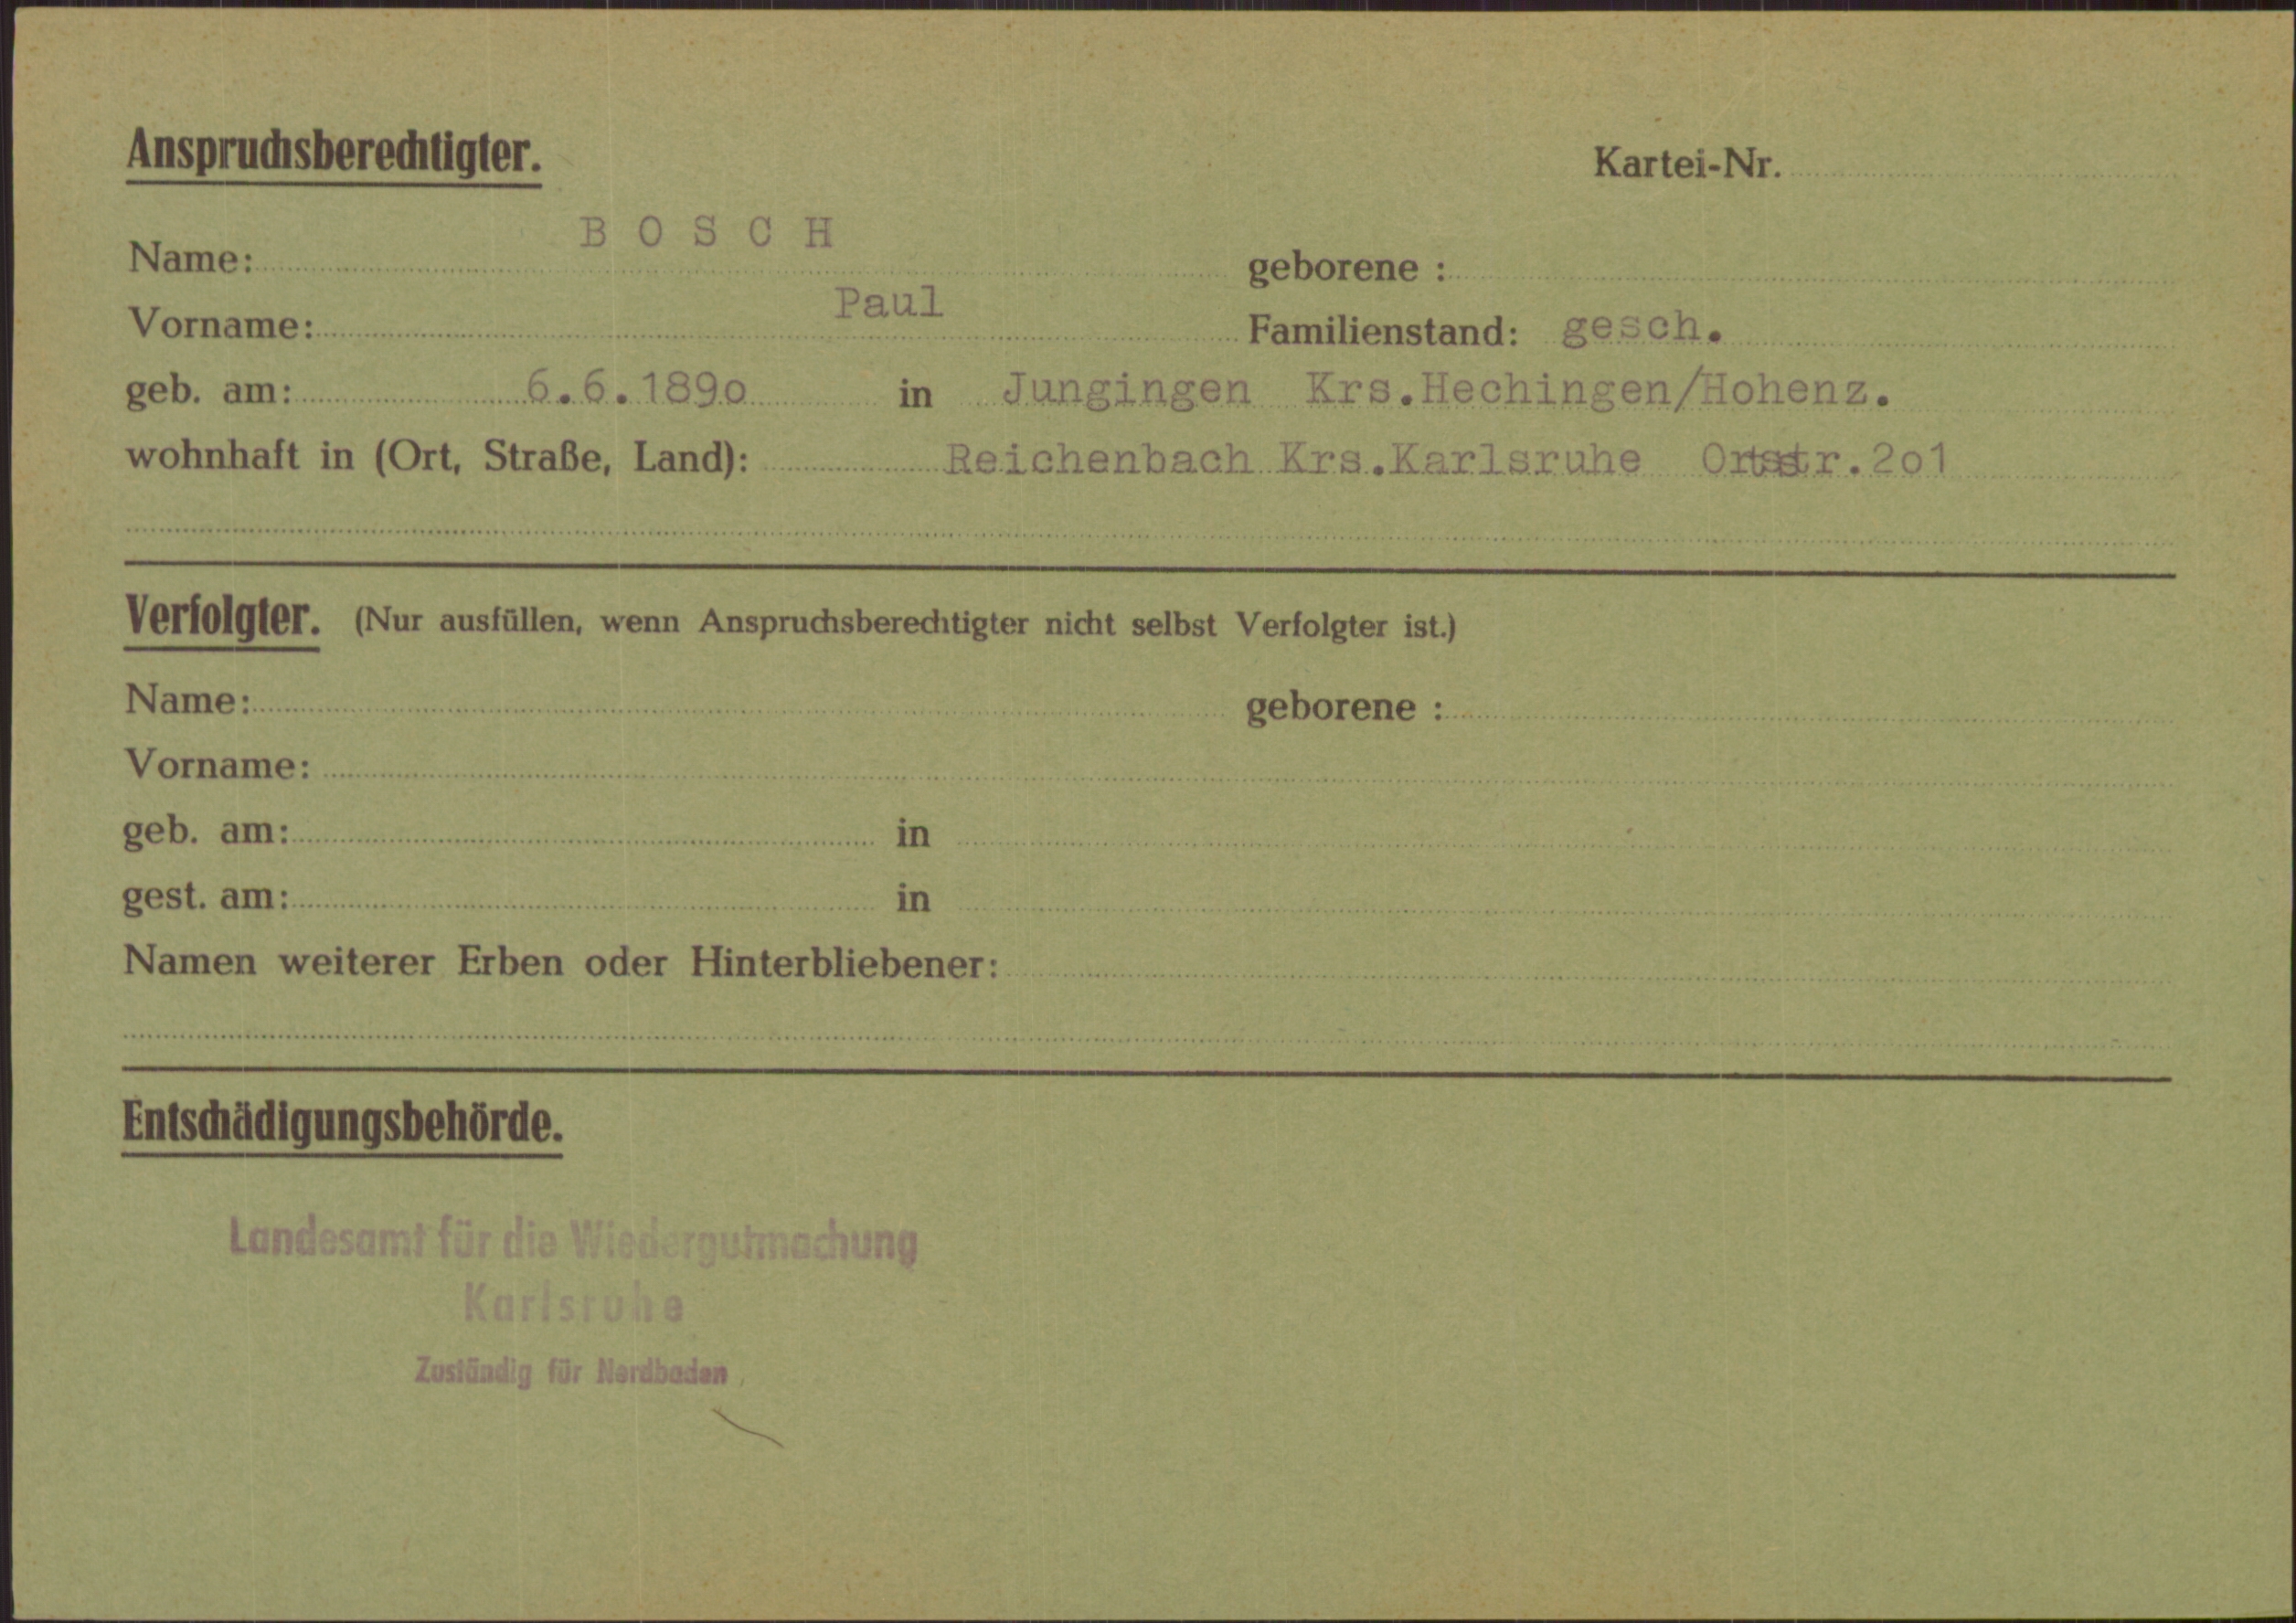 Anspruchsberechtigter.
Kartei-Nr.
Name: BOSCH geborene :
Vorname: Paul Familienstand: gesch.
geb. am: 6.6.189o in Jungingen Krs.Hechingen/Hohenz.
wohnhaft in (Ort, Straße, Land): Reichenbach Krs.Karlsruhe Ortsstr.2o1
Verfolgter. (Nur ausfüllen, wenn Anspruchsberechtigter nicht selbst Verfolgter ist.)
Name: geborene :
Vorname:
geb. am: in
gest. am: in
Namen weiterer Erben oder Hinterbliebener:
Entschädigungsbehörde.
Landesamt für die Wiedergutmachung
Karlsruhe
Zuständig für Nordbaden